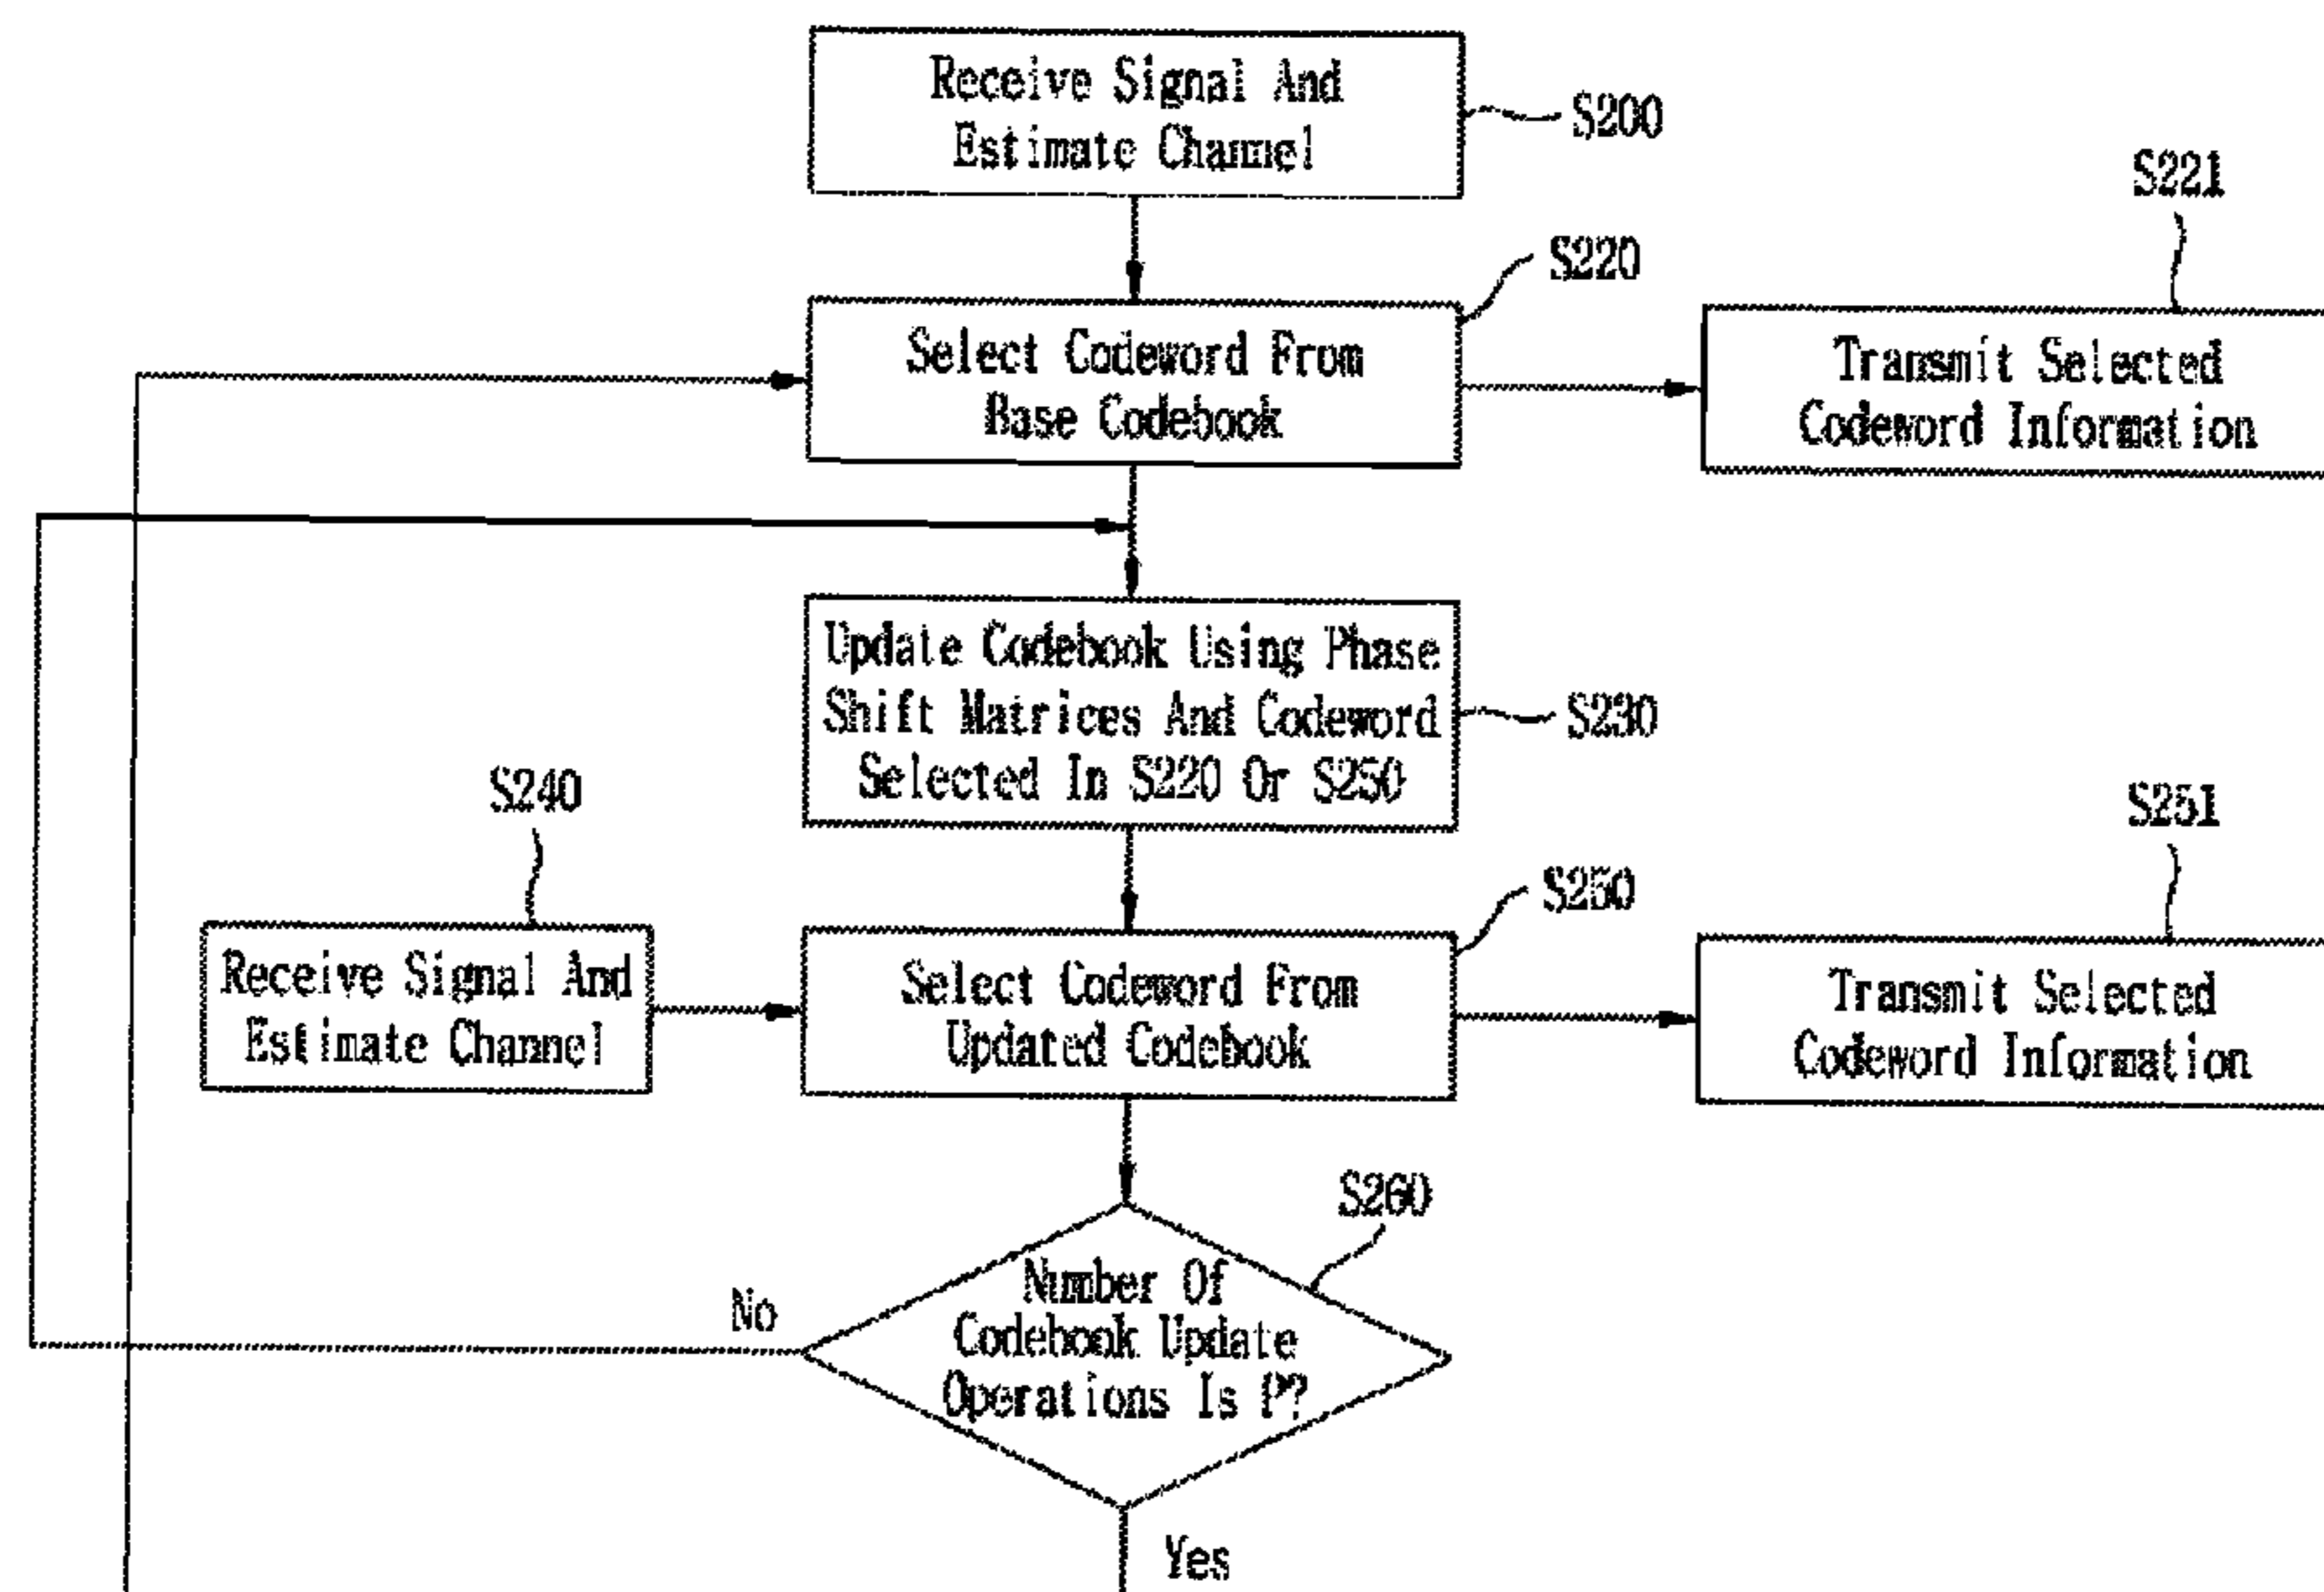 Receive Signal And
Estimate Channel
S200
S221
S220
Select Codeword From
Base Codebook
Transmit Selected
Codeword Information
Update Codebook Using Phase
Shift Matrices And Codeword
Selected In S220 Or S250
S230
S240
S251
S250
Receive Signal And
Estimate Channel
Select Codeword From
Updated Codebook
Transmit Selected
Codeword Information
S260
No
Number Of
Codebook Update
Operations Is P?
Yes